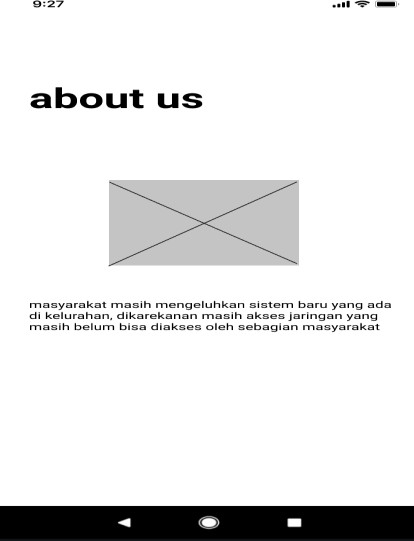 9:27
about us
masyarakat masih mengeluhkan sistem baru yang ada
di kelurahan, dikarekanan masih akses jaringan yang
masih belum bisa diakses oleh sebagian masyarakat